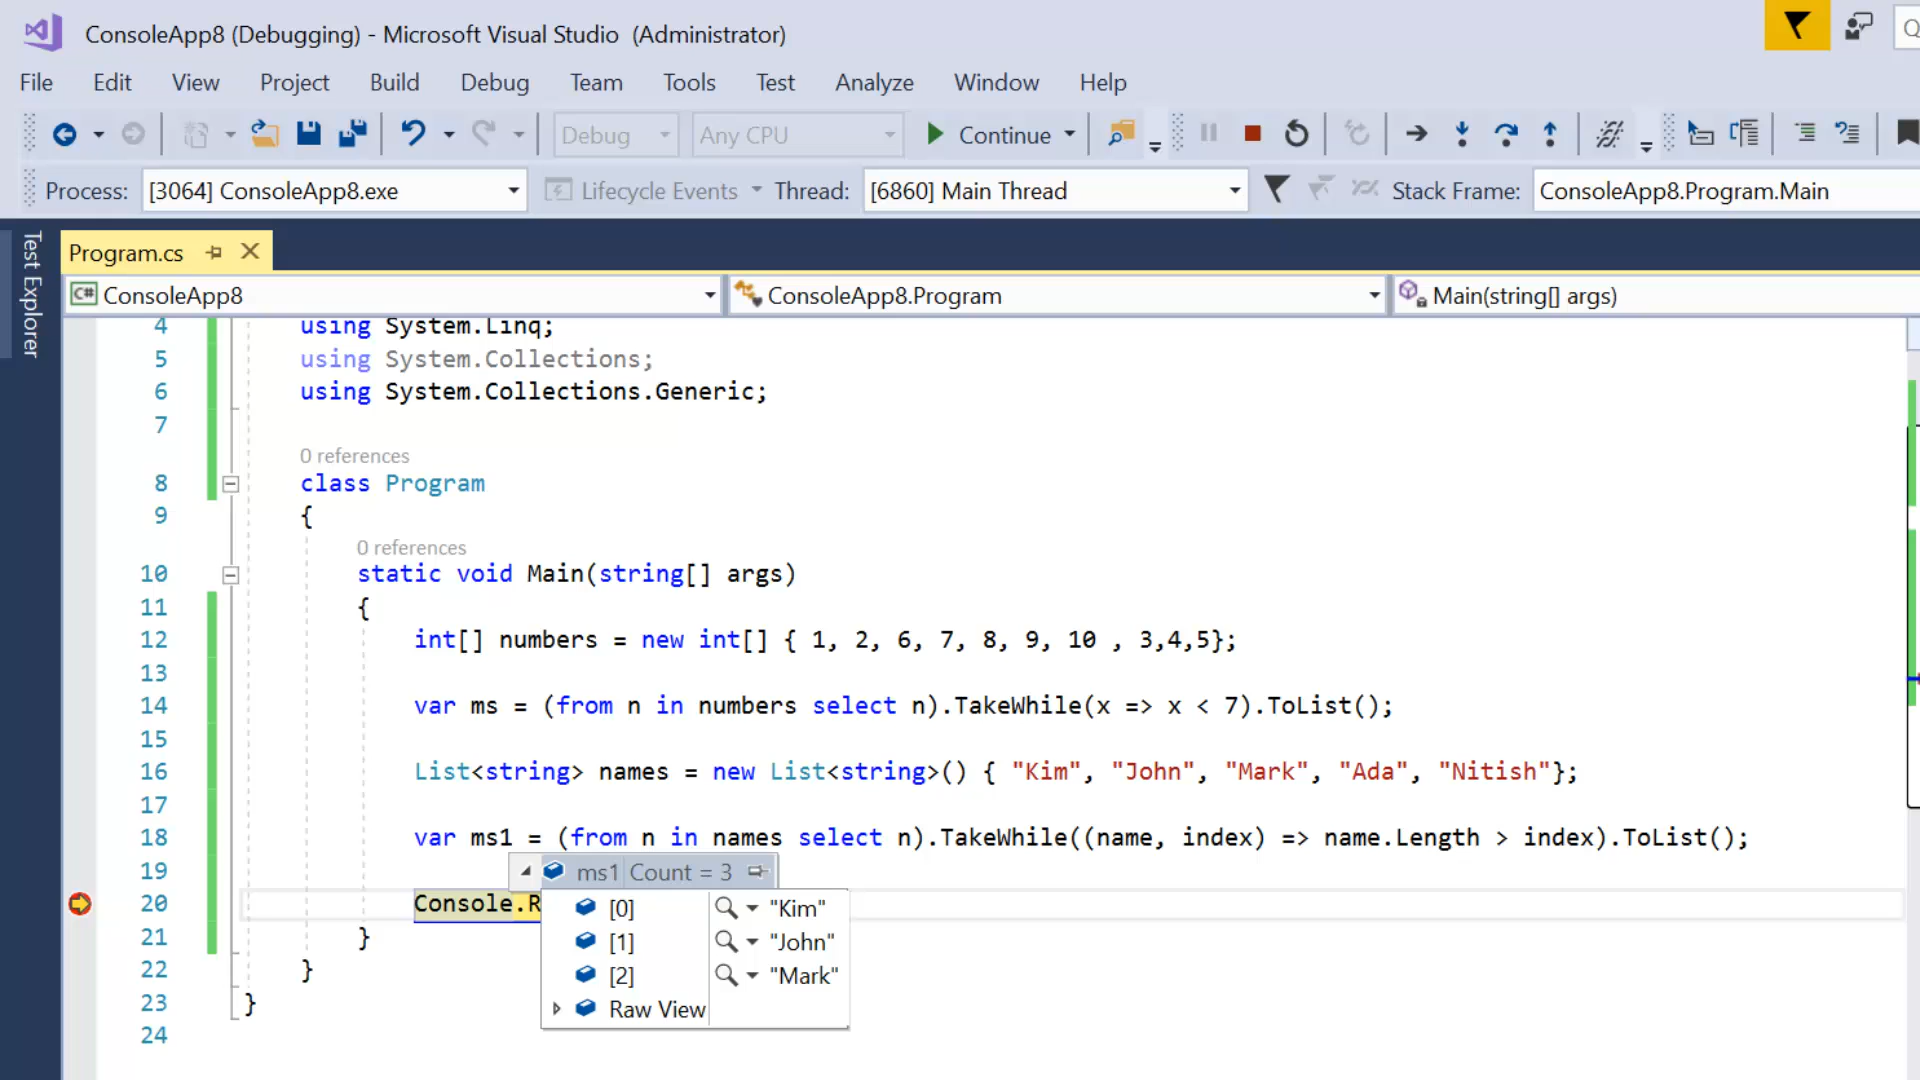 ConsoleApp8 (Debugging) - Microsoft Visual Studio (Administrator)
File Edit View Project Build Debug Team Tools Test Analyze Window Help
Debug Any CPU Continue
Process: [3064] ConsoleApp8.exe Lifecycle Events Thread: [6860] Main Thread Stack Frame: ConsoleApp8.Program.Main
Test Explorer
Program.cs
C# ConsoleApp8 ConsoleApp8.Program Main(string[] args)
4 using System.Linq;
5 using System.Collections;
6 using System.Collections.Generic;
7
0 references
8 class Program
9 {
0 references
10 static void Main(string[] args)
11 {
12 int[] numbers = new int[] { 1, 2, 6, 7, 8, 9, 10 , 3,4,5};
13
14 var ms = (from n in numbers select n).TakeWhile(x => x < 7).ToList();
15
16 List<string> names = new List<string>() { "Kim", "John", "Mark", "Ada", "Nitish"};
17
18 var ms1 = (from n in names select n).TakeWhile((name, index) => name.Length > index).ToList();
19
ms1 Count = 3
20 Console.R
[0] "Kim"
21 }
[1] "John"
22 }
[2] "Mark"
23 }
Raw View
24